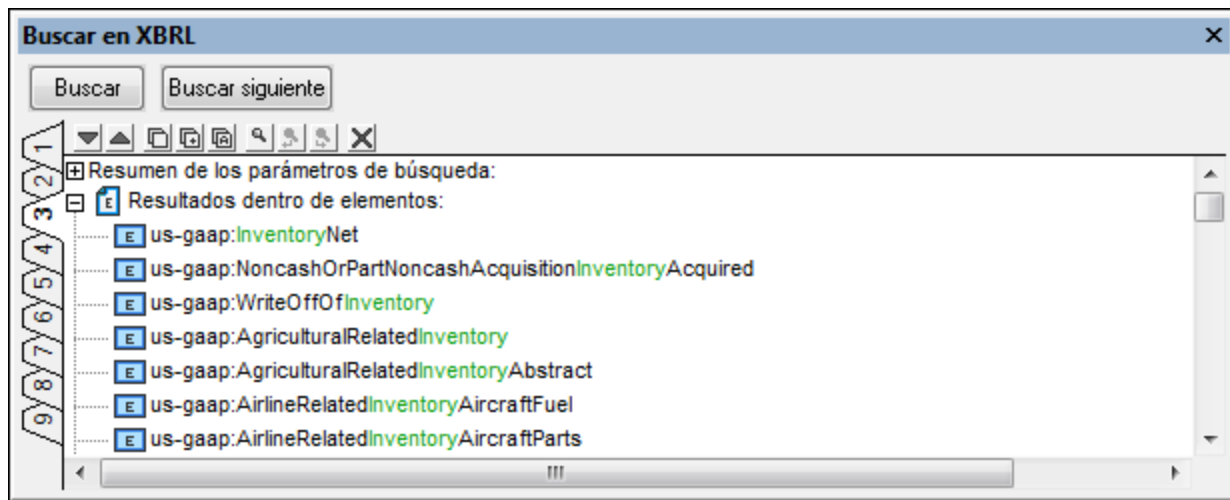 Buscar en XBRL
Buscar
Buscar siguiente
1
2
3
4
5
6
7
8
9
Resumen de los parámetros de búsqueda:
E Resultados dentro de elementos:
E us-gaap:InventoryNet
E us-gaap:NoncashOrPartNoncashAcquisitionInventoryAcquired
E us-gaap:WriteOffOfInventory
E us-gaap:AgriculturalRelatedInventory
E us-gaap:AgriculturalRelatedInventoryAbstract
E us-gaap:AirlineRelatedInventoryAircraftFuel
E us-gaap:AirlineRelatedInventoryAircraftParts